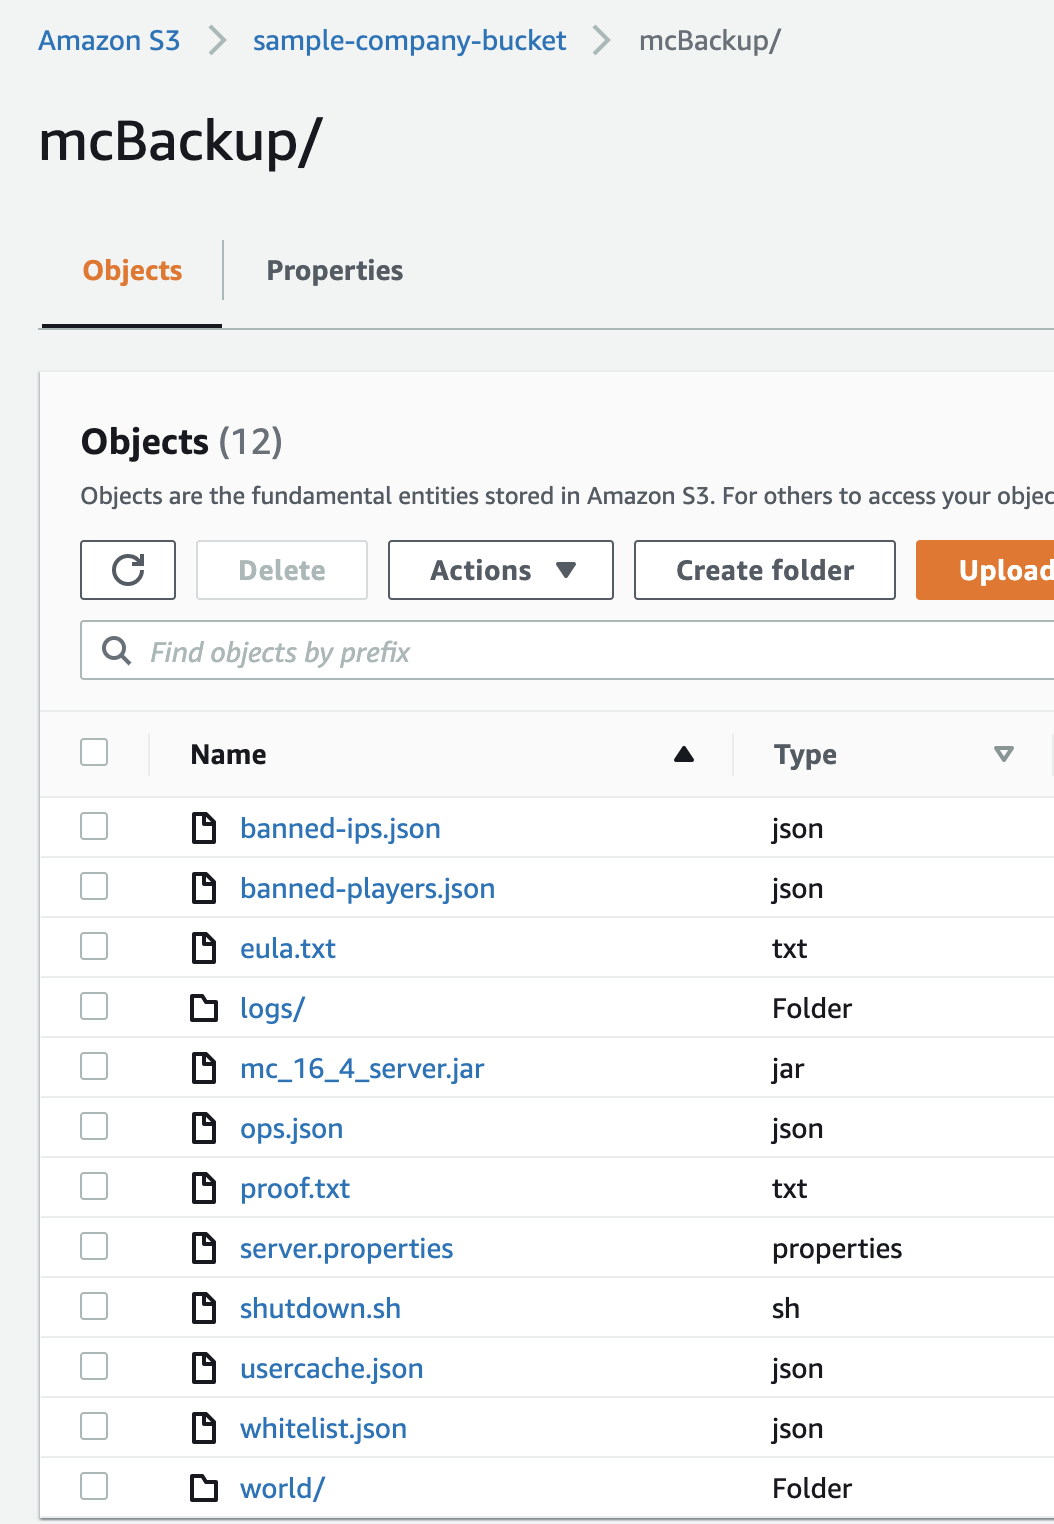 Amazon S3 > sample-company-bucket > mcBackup/
mcBackup/
Objects Properties
Objects (12)
Objects are the fundamental entities stored in Amazon S3. For others to access your objec
Delete Actions Create folder Upload
Find objects by prefix
Name Type
banned-ips.json json
banned-players.json json
eula.txt txt
logs/ Folder
mc_16_4_server.jar jar
ops.json json
proof.txt txt
server.properties properties
shutdown.sh sh
usercache.json json
whitelist.json json
world/ Folder